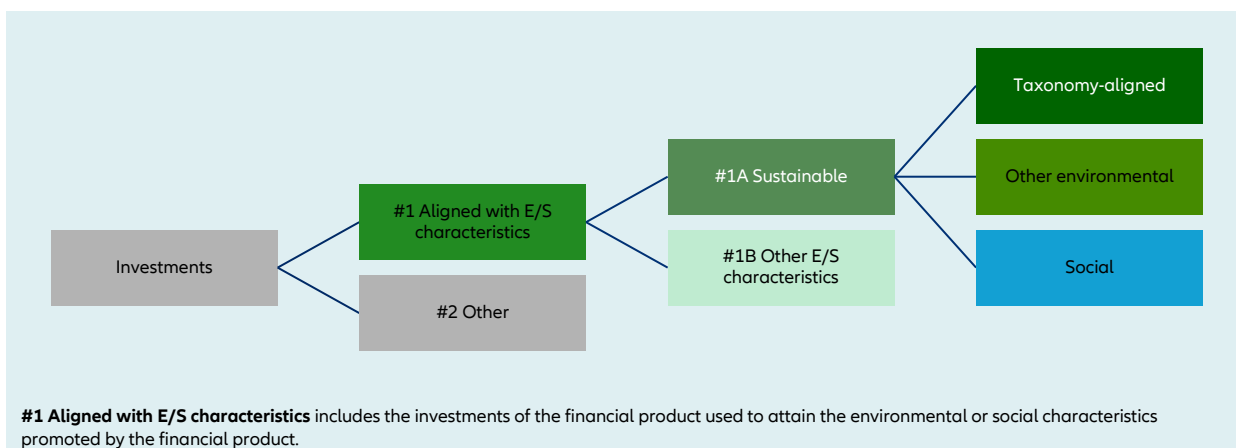 Taxonomy-aligned
#1A Sustainable
Other environmental
#1 Aligned with E/S
characteristics
#1B Other E/S
characteristics
Investments
Social
#2 Other
#1 Aligned with E/S characteristics includes the investments of the financial product used to attain the environmental or social characteristics
promoted by the financial product.